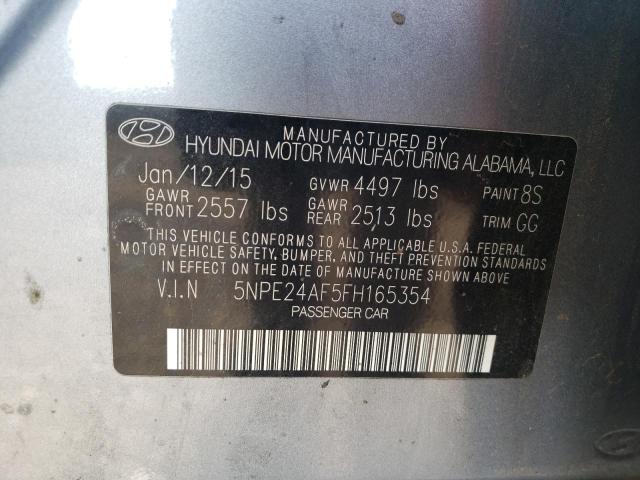 MANUFACTURED BY
HYUNDAI MOTOR MANUFACTURING ALABAMA, LLC
Jan/12/15 GVWR 4497 lbs PAINT 8S
GAWR FRONT 2557 lbs GAWR REAR 2513 lbs TRIM GG
THIS VEHICLE CONFORMS TO ALL APPLICABLE U.S.A. FEDERAL
MOTOR VEHICLE SAFETY, BUMPER, AND THEFT PREVENTION STANDARDS
IN EFFECT ON THE DATE OF MANUFACTURE SHOWN ABOVE.
V.I.N 5NPE24AF5FH165354
PASSENGER CAR